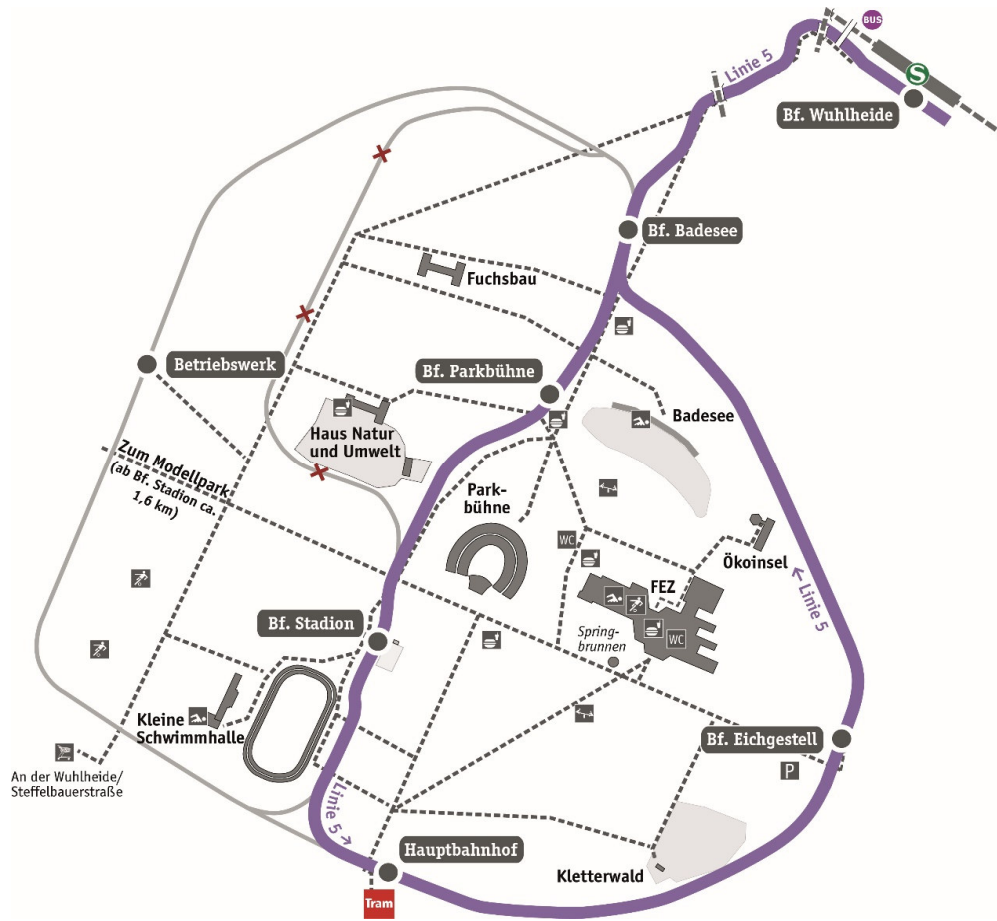 BUS
Linie 5
S
Bf. Wuhlheide
Bf. Badesee
Fuchsbau
Betriebswerk
Bf. Parkbühne
Badesee
Haus Natur
und Umwelt
Zum Modellpark
(ab Bf. Stadion ca.
1,6 km)
Park-
bühne
WC
Ökoinsel
FEZ
← Linie 5
Bf. Stadion
Spring-
brunnen
WC
Kleine
Schwimmhalle
Bf. Eichgestell
P
An der Wuhlheide/
Steffelbauerstraße
Linie 5 →
Hauptbahnhof
Kletterwald
Tram